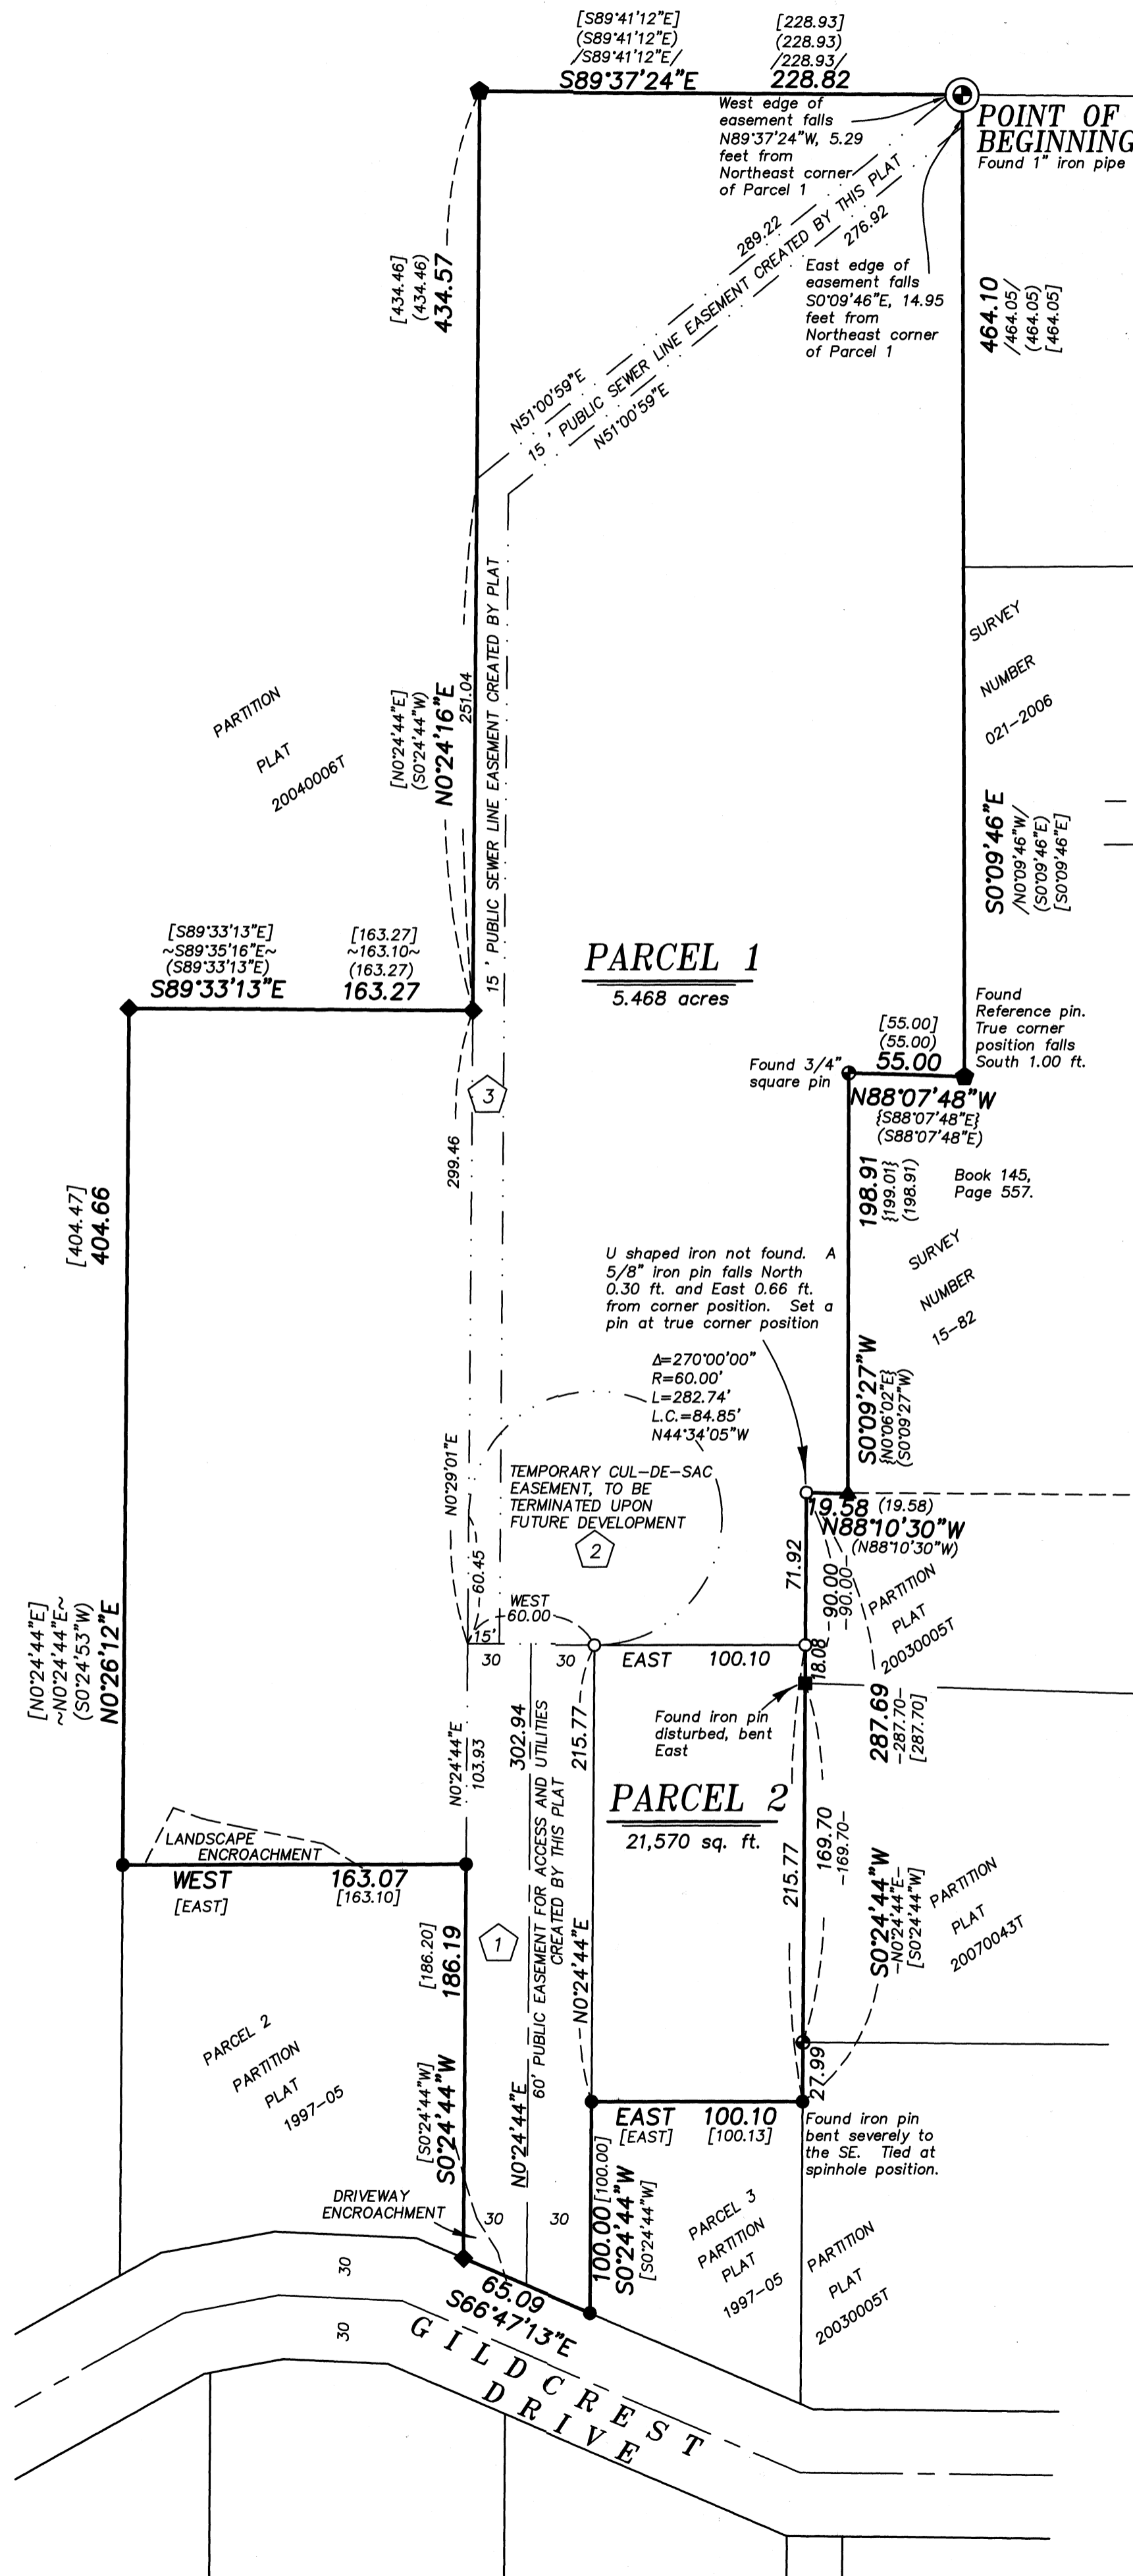 [S89°41'12"E]
(S89°41'12"E)
/S89°41'12"E/
S89°37'24"E
[228.93]
(228.93)
/228.93/
228.82
West edge of
easement falls
N89°37'24"W, 5.29
feet from
Northeast corner
of Parcel 1
POINT OF
BEGINNING
Found 1" iron pipe
289.22
15' PUBLIC SEWER LINE EASEMENT CREATED BY THIS PLAT
276.92
N51°00'59"E
N51°00'59"E
East edge of
easement falls
S0°09'46"E, 14.95
feet from
Northeast corner
of Parcel 1
[434.46]
(434.46)
434.57
464.10
/464.05/
(464.05)
[464.05]
15' PUBLIC SEWER LINE EASEMENT CREATED BY PLAT
SURVEY
NUMBER
021-2006
PARTITION
PLAT
20040006T
[N0°24'44"E]
(S0°24'44"W)
N0°24'16"E
251.04
S0°09'46"E
/N0°09'46"W/
(S0°09'46"E)
[S0°09'46"E]
[S89°33'13"E]
~S89°35'16"E~
(S89°33'13"E)
S89°33'13"E
[163.27]
~163.10~
(163.27)
163.27
PARCEL 1
5.468 acres
Found
Reference pin.
True corner
position falls
South 1.00 ft.
[55.00]
(55.00)
55.00
Found 3/4"
square pin
N88°07'48"W
{S88°07'48"E}
(S88°07'48"E)
3
299.46
198.91
{199.01}
(198.91)
Book 145,
Page 557.
[404.47]
404.66
SURVEY
NUMBER
15-82
U shaped iron not found. A
5/8" iron pin falls North
0.30 ft. and East 0.66 ft.
from corner position. Set a
pin at true corner position
Δ=270°00'00"
R=60.00'
L=282.74'
L.C.=84.85'
N44°34'05"W
S0°09'27"W
{N0°06'02"E}
(S0°09'27"W)
N0°29'01"E
TEMPORARY CUL-DE-SAC
EASEMENT, TO BE
TERMINATED UPON
FUTURE DEVELOPMENT
2
19.58 (19.58)
N88°10'30"W
(N88°10'30"W)
60.45
71.92
90.00
-90.00-
PARTITION
PLAT
20030005T
WEST
60.00
15'
[N0°24'44"E]
~N0°24'44"E~
(S0°24'53"W)
N0°26'12"E
30
30
EAST
100.10
18.08
287.69
-287.70-
[287.70]
Found iron pin
disturbed, bent
East
N0°24'44"E
103.93
302.94
60' PUBLIC EASEMENT FOR ACCESS AND UTILITIES
CREATED BY THIS PLAT
215.77
PARCEL 2
21,570 sq. ft.
215.77
169.70
-169.70-
LANDSCAPE
ENCROACHMENT
WEST
[EAST]
163.07
[163.10]
S0°24'44"W
-N0°24'44"E-
[S0°24'44"W]
PARTITION
PLAT
20070043T
[186.20]
186.19
1
N0°24'44"E
PARCEL 2
PARTITION
PLAT
1997-05
[S0°24'44"W]
S0°24'44"W
N0°24'44"E
27.99
EAST
[EAST]
100.10
[100.13]
Found iron pin
bent severely to
the SE. Tied at
spinhole position.
100.00
[100.00]
S0°24'44"W
[S0°24'44"W]
DRIVEWAY
ENCROACHMENT
30
30
PARCEL 3
PARTITION
PLAT
1997-05
PARTITION
PLAT
20030005T
30
30
65.09
S66°47'13"E
GILDCREST
DRIVE